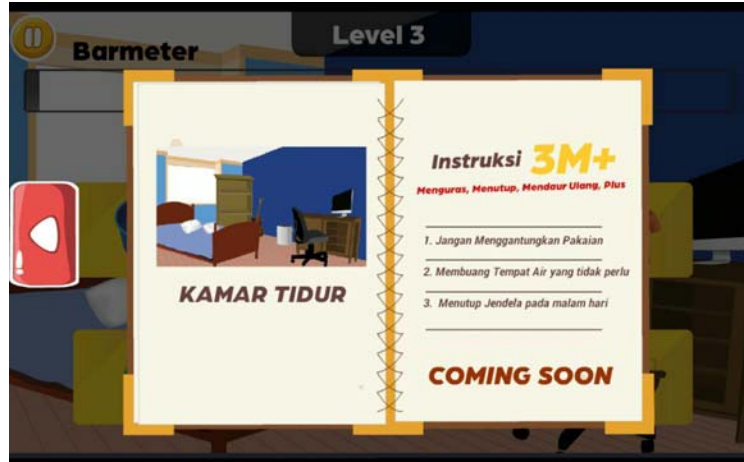 Level 3
Barmeter
KAMAR TIDUR
Instruksi 3M+
Menguras, Menutup, Mendaur Ulang, Plus
1. Jangan Menggantungkan Pakaian
2. Membuang Tempat Air yang tidak perlu
3. Menutup Jendela pada malam hari
COMING SOON